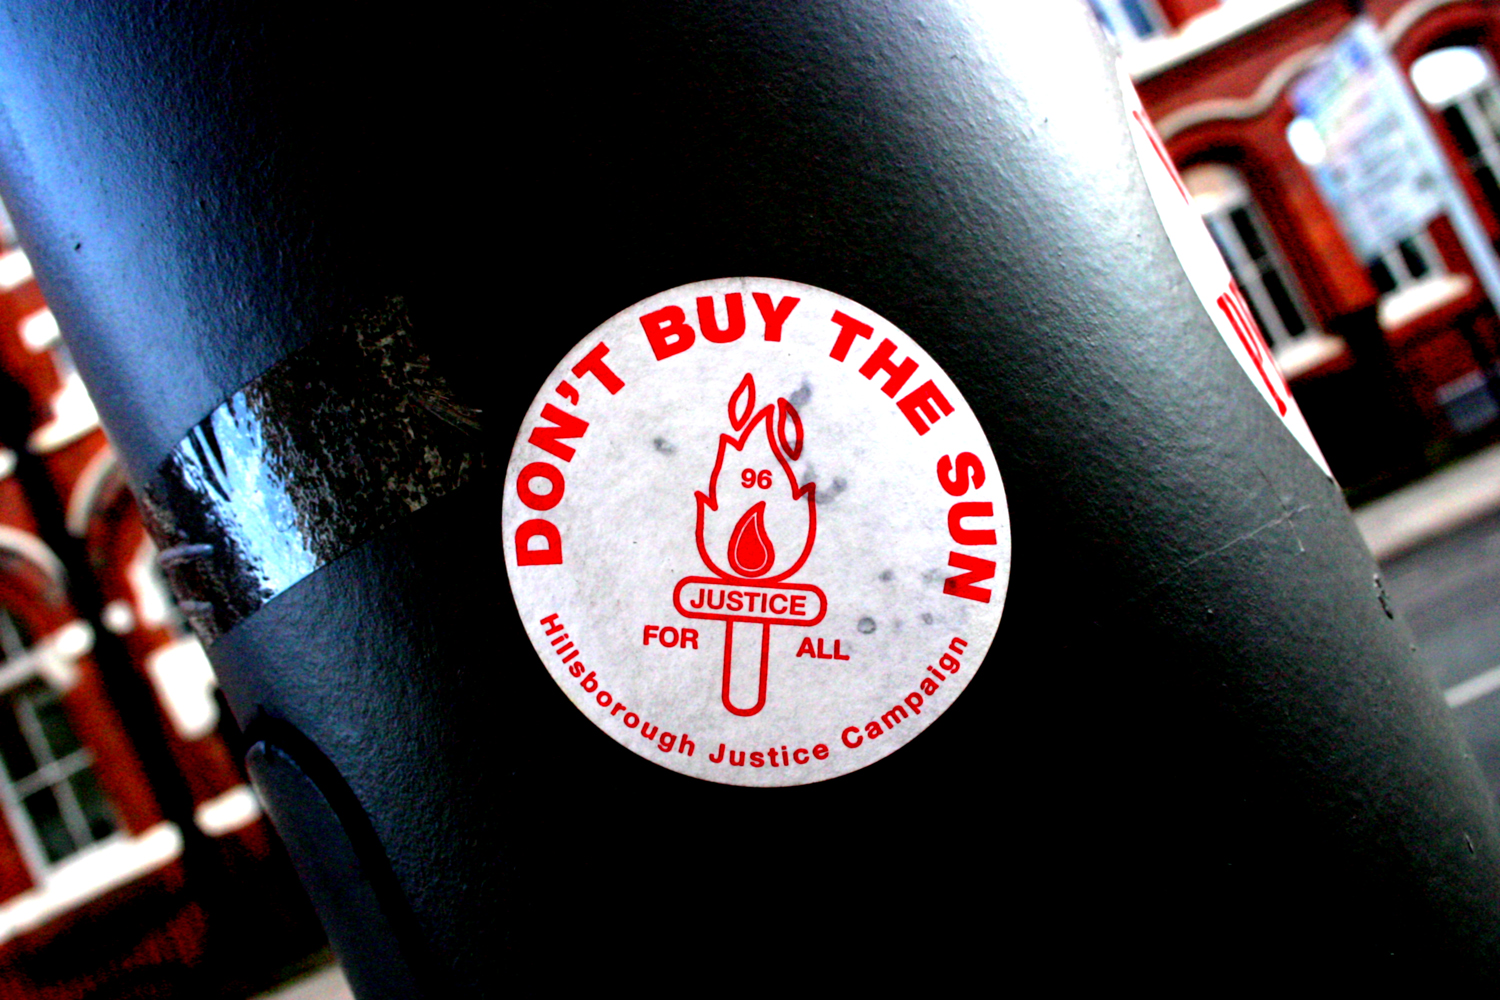 DON'T BUY THE SUN
96
JUSTICE
FOR ALL
Hillsborough Justice Campaign